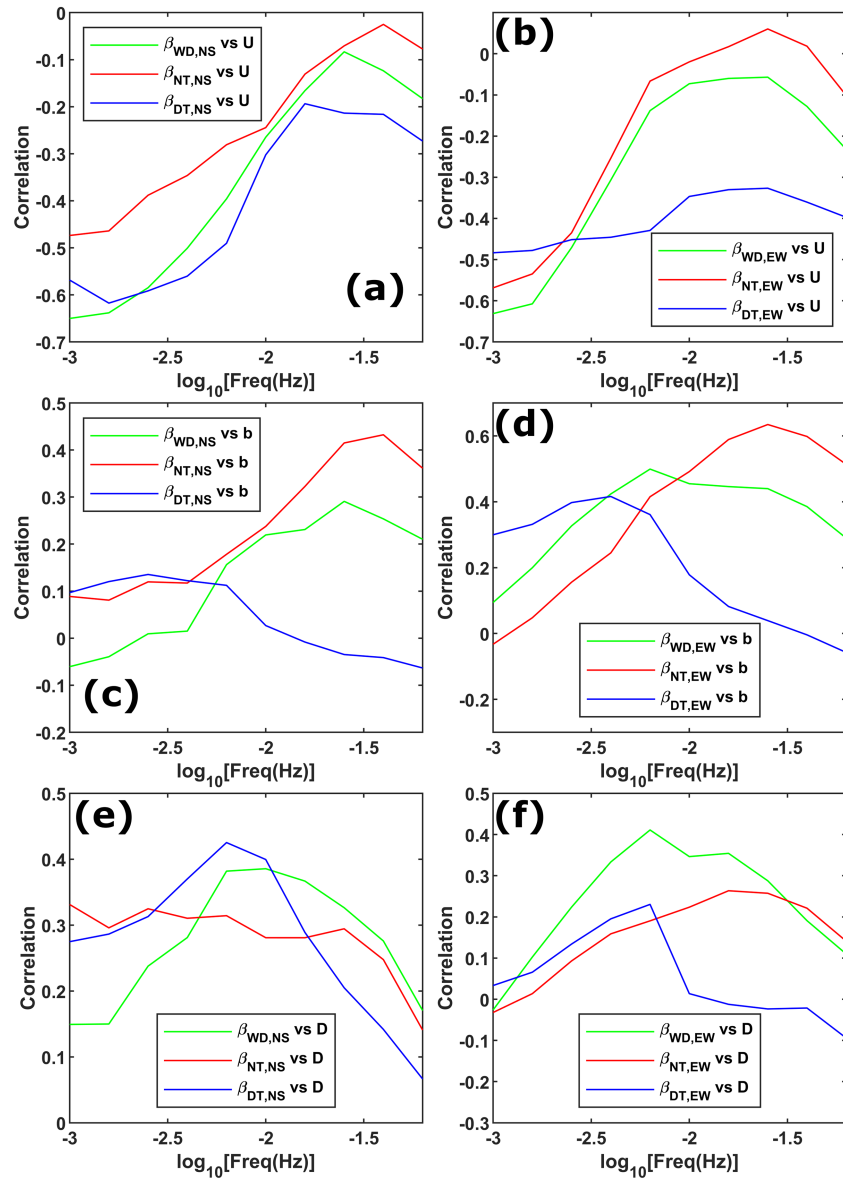 0
-0.1
-0.2
-0.3
-0.4
-0.5
-0.6
-0.7
Correlation
β_WD,NS vs U
β_NT,NS vs U
β_DT,NS vs U
(a)
-3 -2.5 -2 -1.5
log_10[Freq(Hz)]
(b)
0
-0.1
-0.2
-0.3
-0.4
-0.5
-0.6
-0.7
Correlation
β_WD,EW vs U
β_NT,EW vs U
β_DT,EW vs U
-3 -2.5 -2 -1.5
log_10[Freq(Hz)]
0.5
0.4
0.3
0.2
0.1
0
-0.1
-0.2
Correlation
β_WD,NS vs b
β_NT,NS vs b
β_DT,NS vs b
(c)
-3 -2.5 -2 -1.5
log_10[Freq(Hz)]
(d)
0.6
0.4
0.2
0
-0.2
Correlation
β_WD,EW vs b
β_NT,EW vs b
β_DT,EW vs b
-3 -2.5 -2 -1.5
log_10[Freq(Hz)]
(e)
0.5
0.4
0.3
0.2
0.1
0
Correlation
β_WD,NS vs D
β_NT,NS vs D
β_DT,NS vs D
-3 -2.5 -2 -1.5
log_10[Freq(Hz)]
(f)
0.5
0.4
0.3
0.2
0.1
0
-0.1
-0.2
-0.3
Correlation
β_WD,EW vs D
β_NT,EW vs D
β_DT,EW vs D
-3 -2.5 -2 -1.5
log_10[Freq(Hz)]